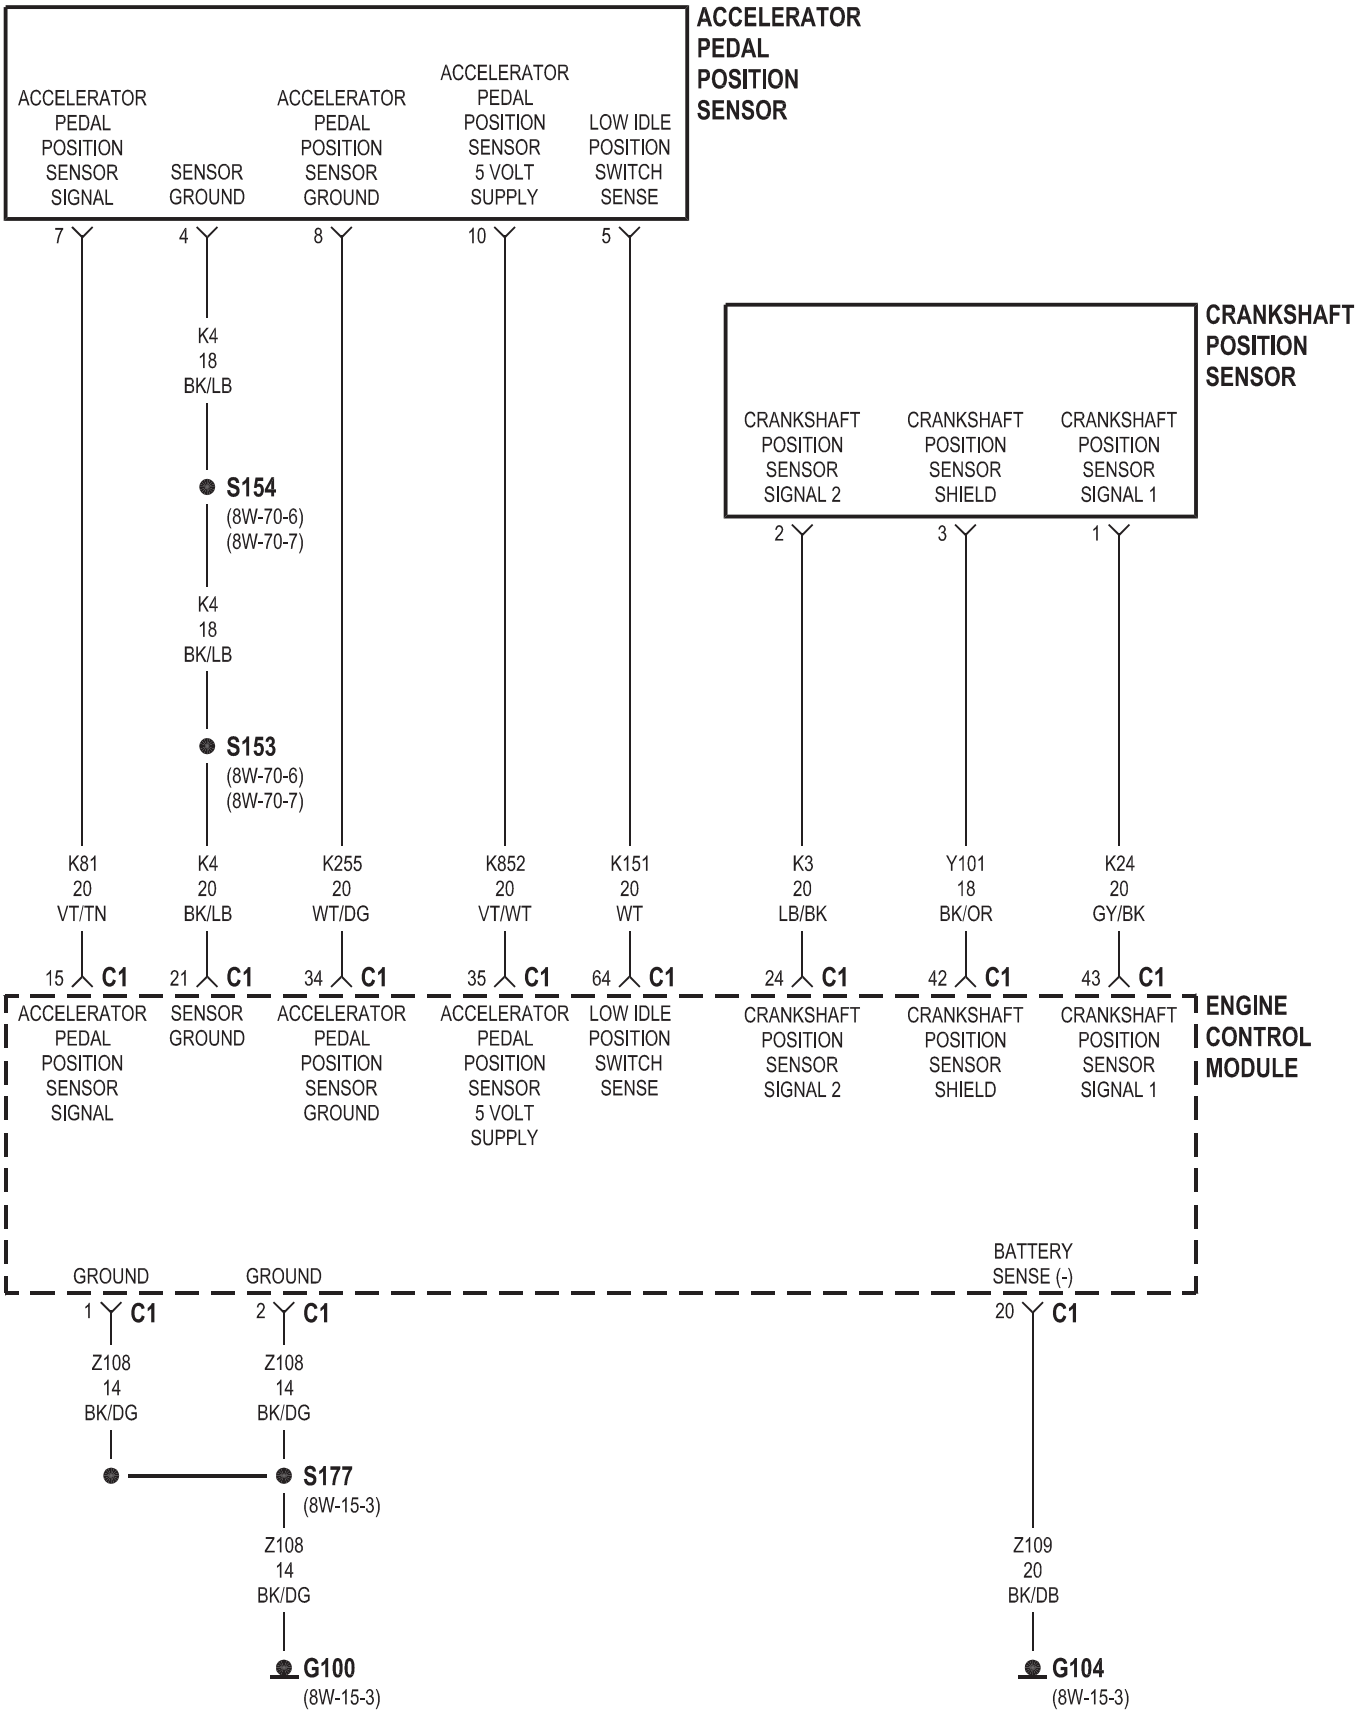 ACCELERATOR
PEDAL
POSITION
SENSOR
ACCELERATOR
PEDAL
POSITION
SENSOR
SIGNAL
SENSOR
GROUND
ACCELERATOR
PEDAL
POSITION
SENSOR
GROUND
ACCELERATOR
PEDAL
POSITION
SENSOR
5 VOLT
SUPPLY
LOW IDLE
POSITION
SWITCH
SENSE
7
4
8
10
5
K4
18
BK/LB
S154
(8W-70-6)
(8W-70-7)
K4
18
BK/LB
S153
(8W-70-6)
(8W-70-7)
CRANKSHAFT
POSITION
SENSOR
CRANKSHAFT
POSITION
SENSOR
SIGNAL 2
CRANKSHAFT
POSITION
SENSOR
SHIELD
CRANKSHAFT
POSITION
SENSOR
SIGNAL 1
2
3
1
K81
20
VT/TN
K4
20
BK/LB
K255
20
WT/DG
K852
20
VT/WT
K151
20
WT
K3
20
LB/BK
Y101
18
BK/OR
K24
20
GY/BK
15 C1
21 C1
34 C1
35 C1
64 C1
24 C1
42 C1
43 C1
ACCELERATOR
PEDAL
POSITION
SENSOR
SIGNAL
SENSOR
GROUND
ACCELERATOR
PEDAL
POSITION
SENSOR
GROUND
ACCELERATOR
PEDAL
POSITION
SENSOR
5 VOLT
SUPPLY
LOW IDLE
POSITION
SWITCH
SENSE
CRANKSHAFT
POSITION
SENSOR
SIGNAL 2
CRANKSHAFT
POSITION
SENSOR
SHIELD
CRANKSHAFT
POSITION
SENSOR
SIGNAL 1
ENGINE
CONTROL
MODULE
GROUND
GROUND
BATTERY
SENSE (-)
1 C1
2 C1
20 C1
Z108
14
BK/DG
Z108
14
BK/DG
S177
(8W-15-3)
Z108
14
BK/DG
G100
(8W-15-3)
Z109
20
BK/DB
G104
(8W-15-3)